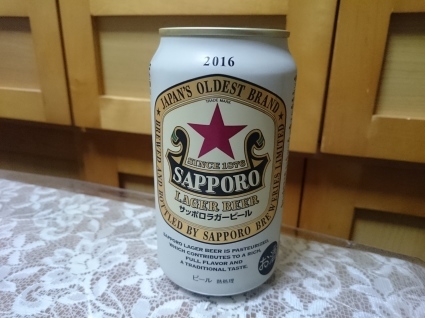 2016
JAPAN'S OLDEST BRAND
TRADE MARK
SINCE 1876
SAPPORO
LAGER BEER
サッポロラガービール
BREWED AND BOTTLED BY SAPPORO BREWERIES LIMITED
SAPPORO LAGER BEER IS PASTEURIZED,
WHICH CONTRIBUTES TO A RICH,
FULL FLAVOR AND
A TRADITIONAL TASTE.
ビール 熱処理